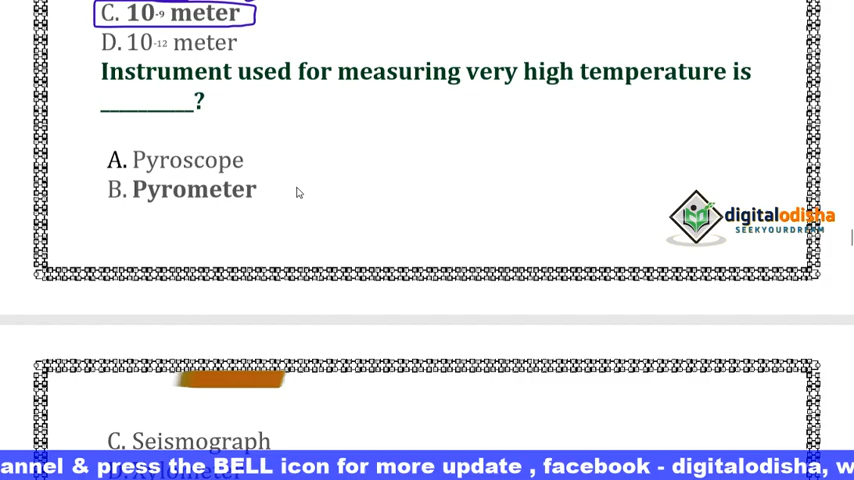 C. 10-9 meter
D. 10-12 meter
Instrument used for measuring very high temperature is
__________?
A. Pyroscope
B. Pyrometer
digitalodisha
SEEKYOURDREAM
C. Seismograph
annel & press the BELL icon for more update , facebook - digitalodisha, w
D. Xylometer